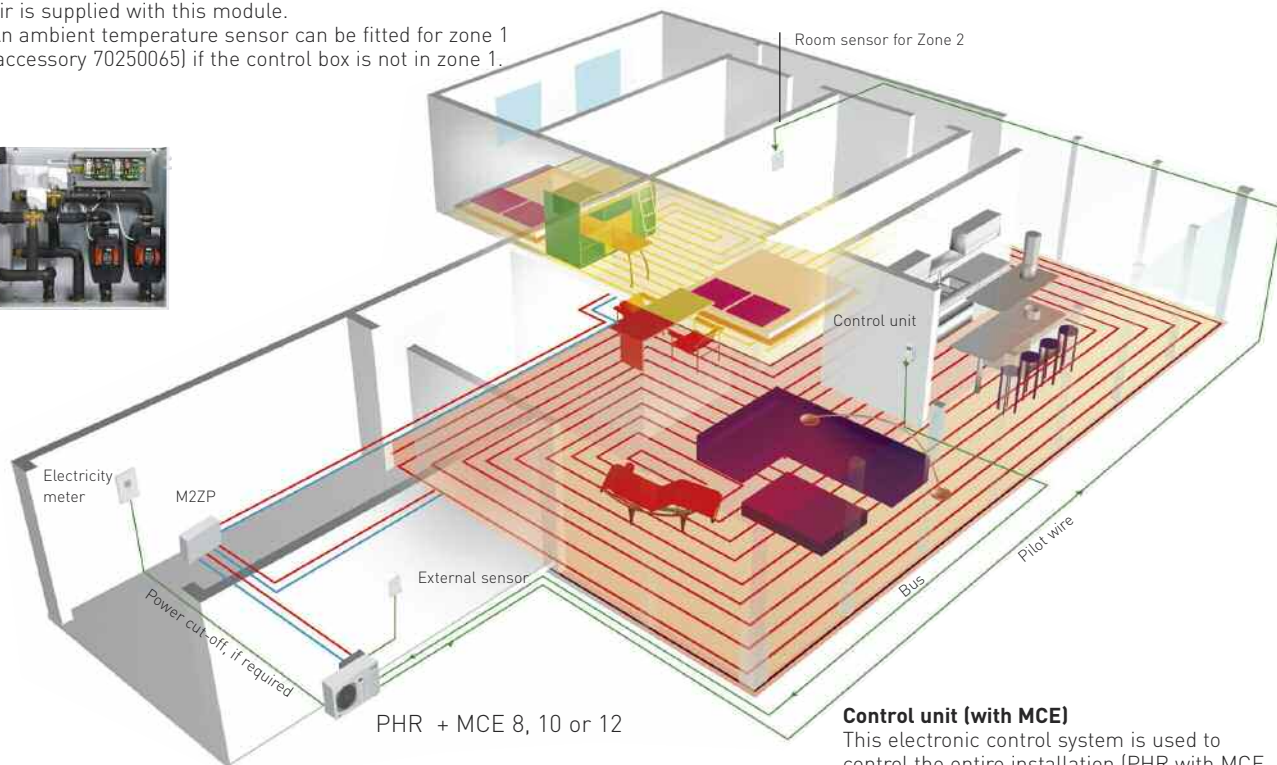 ir is supplied with this module.
n ambient temperature sensor can be fitted for zone 1
accessory 70250065) if the control box is not in zone 1.
Room sensor for Zone 2
Control unit
Electricity
meter
M2ZP
External sensor
Power cut-off, if required
Bus
Pilot wire
PHR + MCE 8, 10 or 12
Control unit (with MCE)
This electronic control system is used to
control the entire installation (PHR with MCE